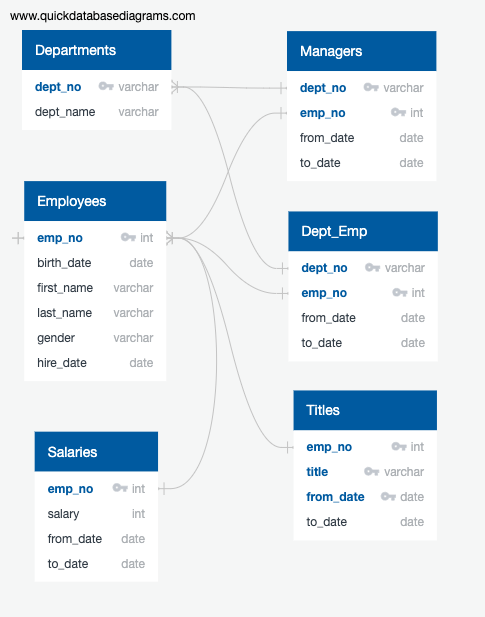 www.quickdatabasediagrams.com
Departments
dept_no varchar
dept_name varchar
Managers
dept_no varchar
emp_no int
from_date date
to_date date
Employees
emp_no int
birth_date date
first_name varchar
last_name varchar
gender varchar
hire_date date
Dept_Emp
dept_no varchar
emp_no int
from_date date
to_date date
Salaries
emp_no int
salary int
from_date date
to_date date
Titles
emp_no int
title varchar
from_date date
to_date date